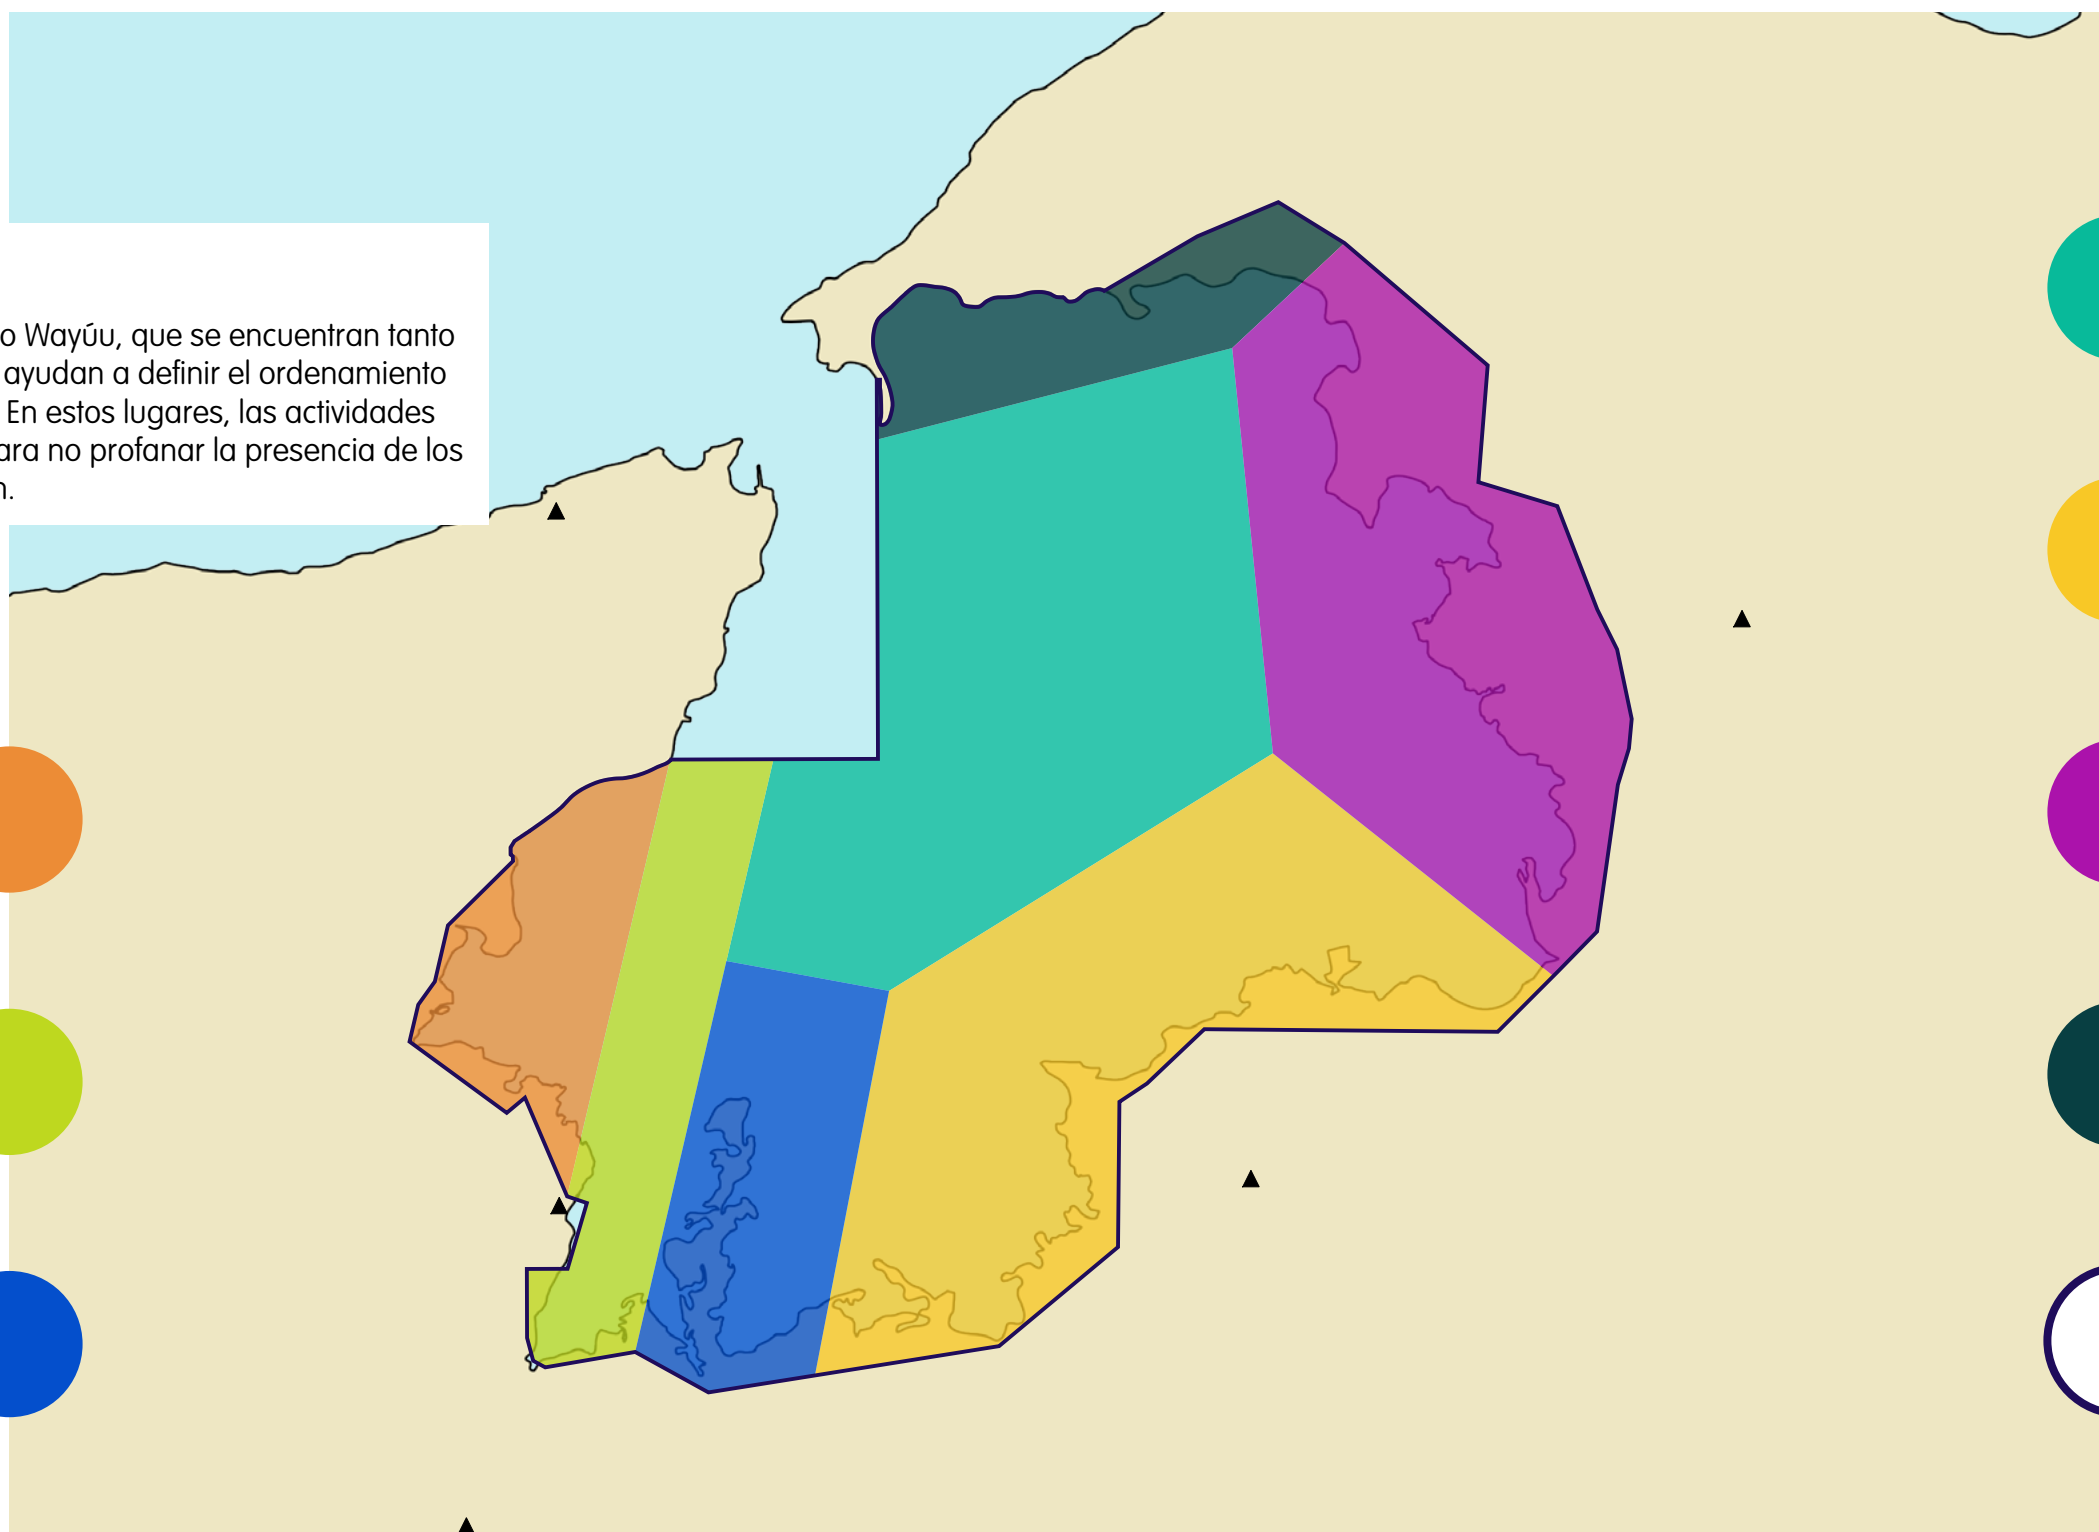 o Wayúu, que se encuentran tanto
ayudan a definir el ordenamiento
En estos lugares, las actividades
ara no profanar la presencia de los
n.